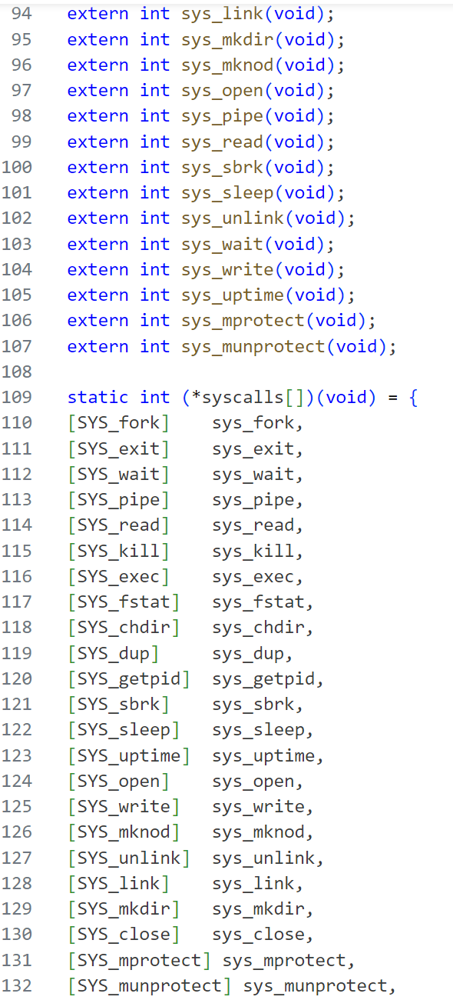 94 extern int sys_link(void);
95 extern int sys_mkdir(void);
96 extern int sys_mknod(void);
97 extern int sys_open(void);
98 extern int sys_pipe(void);
99 extern int sys_read(void);
100 extern int sys_sbrk(void);
101 extern int sys_sleep(void);
102 extern int sys_unlink(void);
103 extern int sys_wait(void);
104 extern int sys_write(void);
105 extern int sys_uptime(void);
106 extern int sys_mprotect(void);
107 extern int sys_munprotect(void);
108
109 static int (*syscalls[])(void) = {
110 [SYS_fork]    sys_fork,
111 [SYS_exit]    sys_exit,
112 [SYS_wait]    sys_wait,
113 [SYS_pipe]    sys_pipe,
114 [SYS_read]    sys_read,
115 [SYS_kill]    sys_kill,
116 [SYS_exec]    sys_exec,
117 [SYS_fstat]   sys_fstat,
118 [SYS_chdir]   sys_chdir,
119 [SYS_dup]     sys_dup,
120 [SYS_getpid]  sys_getpid,
121 [SYS_sbrk]    sys_sbrk,
122 [SYS_sleep]   sys_sleep,
123 [SYS_uptime]  sys_uptime,
124 [SYS_open]    sys_open,
125 [SYS_write]   sys_write,
126 [SYS_mknod]   sys_mknod,
127 [SYS_unlink]  sys_unlink,
128 [SYS_link]    sys_link,
129 [SYS_mkdir]   sys_mkdir,
130 [SYS_close]   sys_close,
131 [SYS_mprotect] sys_mprotect,
132 [SYS_munprotect] sys_munprotect,